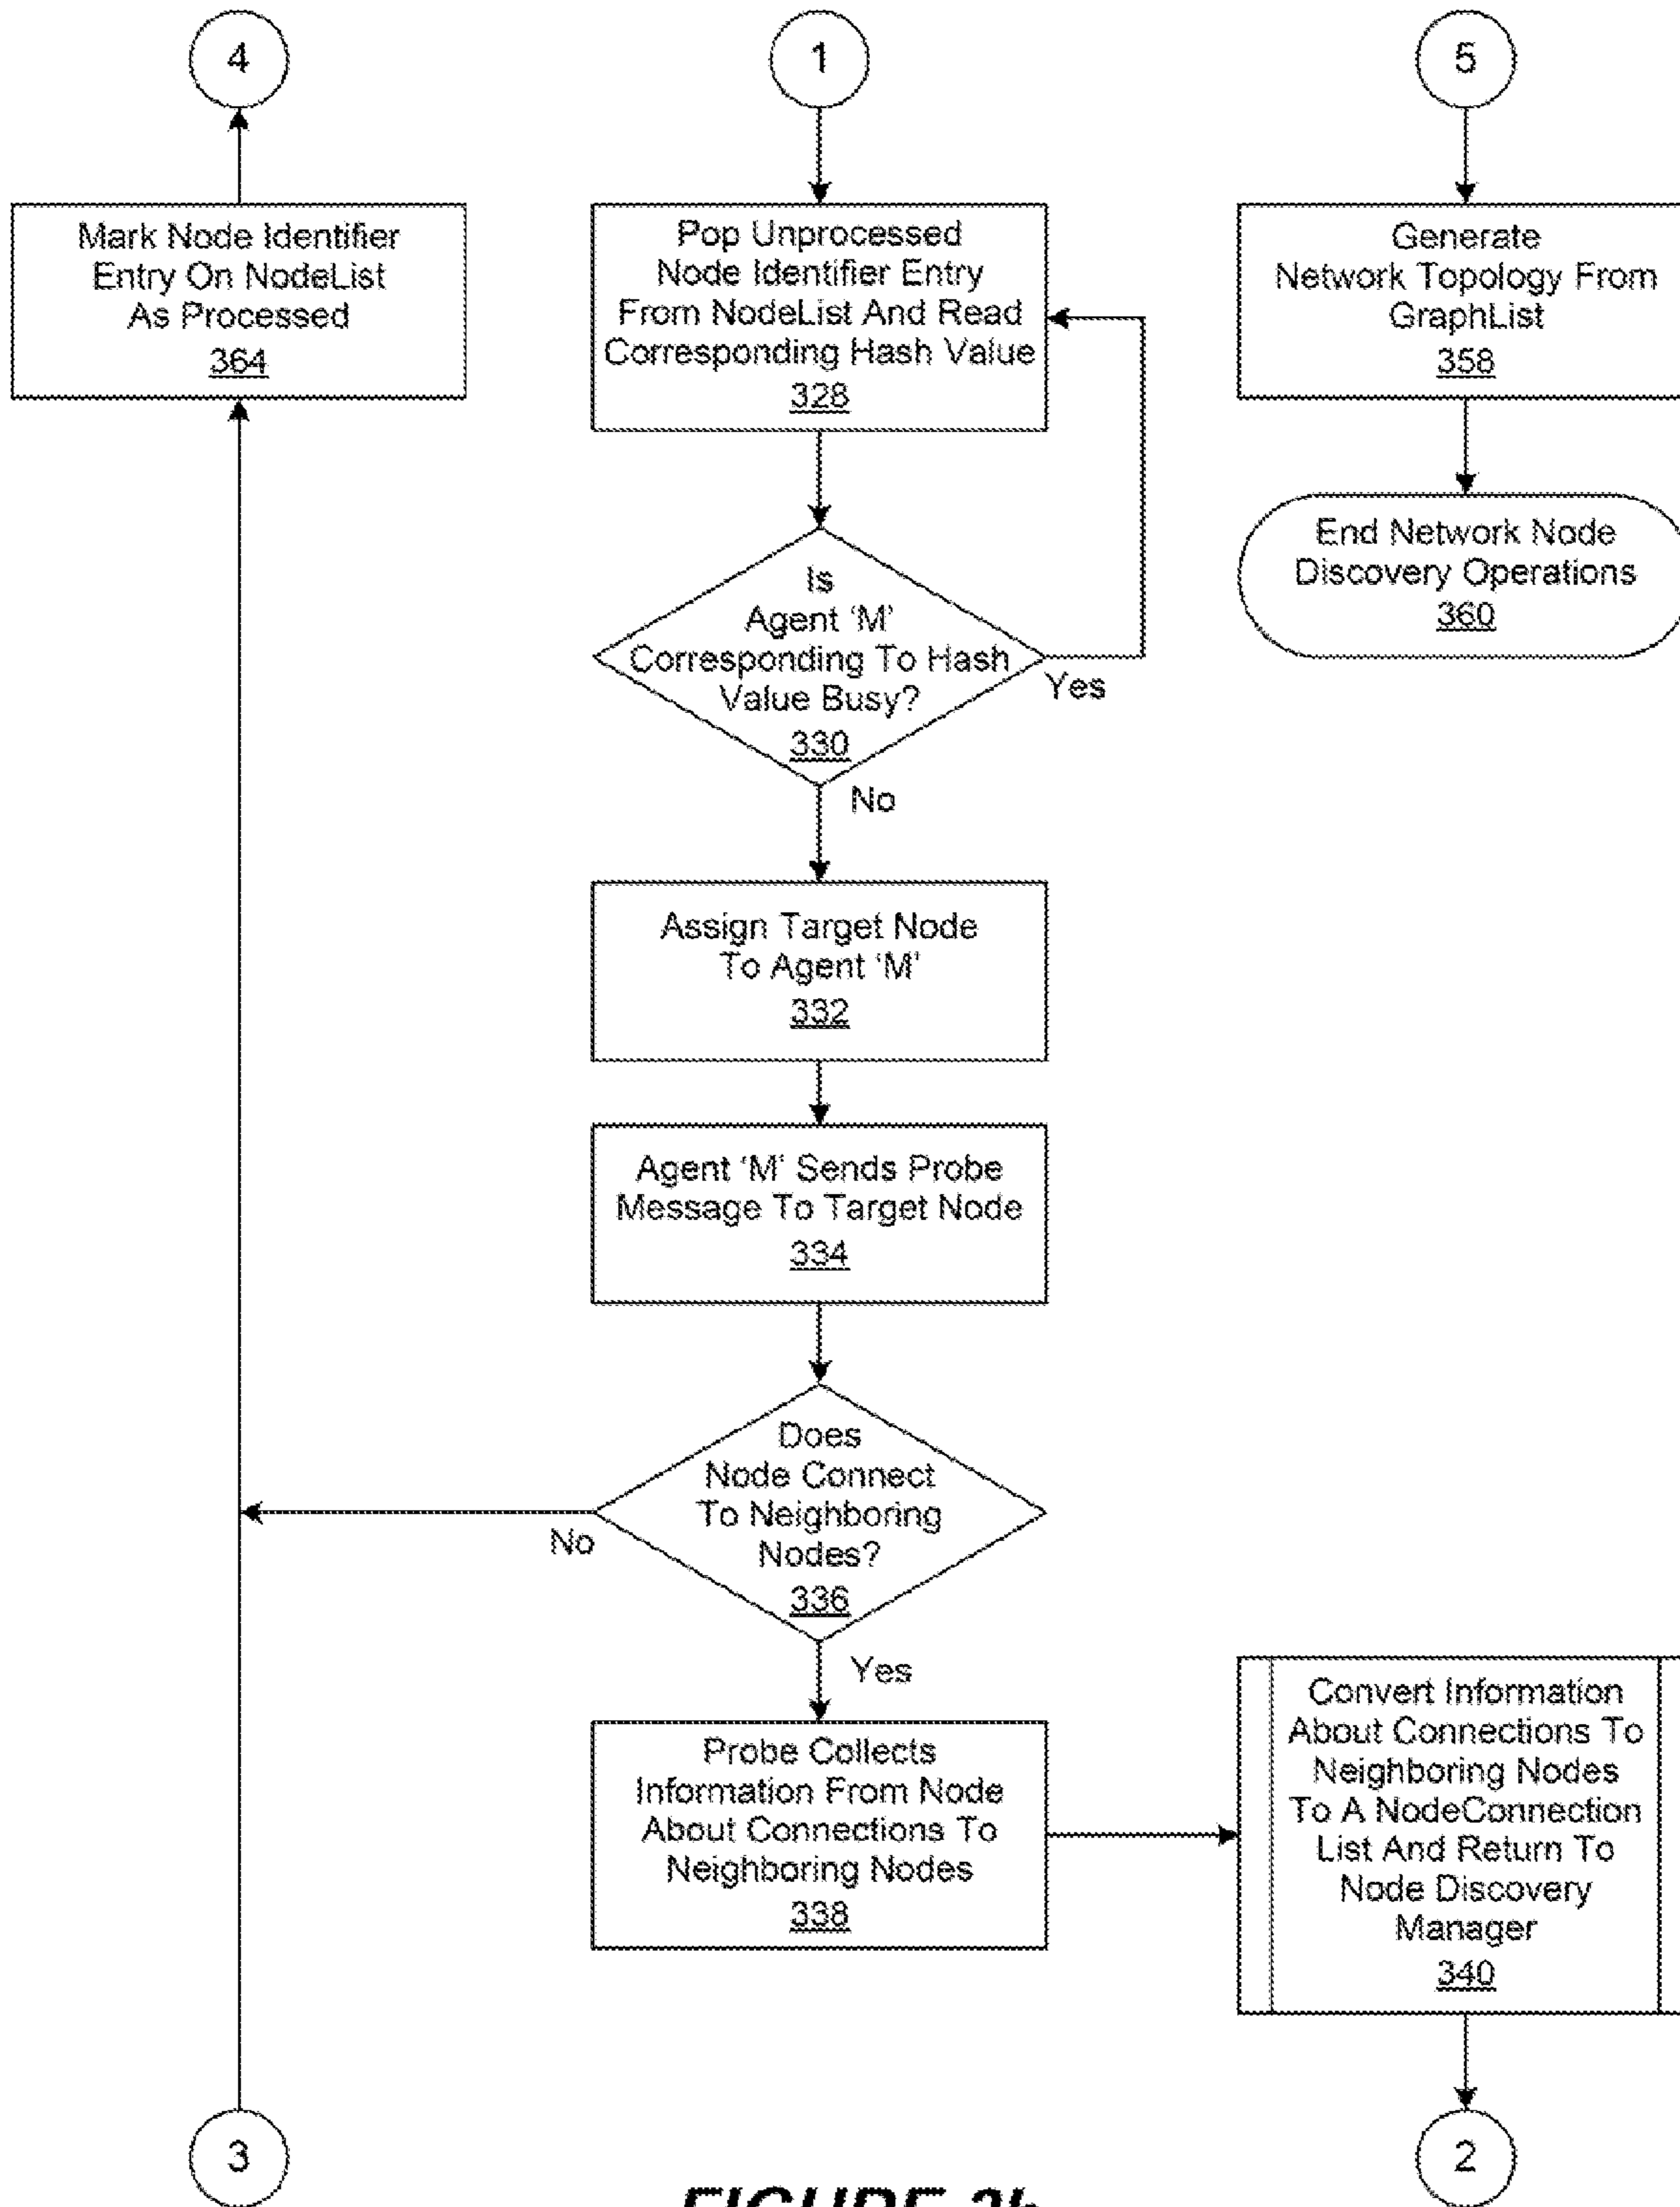 4
1
5
Mark Node Identifier
Entry On NodeList
As Processed
364
Pop Unprocessed
Node Identifier Entry
From NodeList And Read
Corresponding Hash Value
328
Generate
Network Topology From
GraphList
358
End Network Node
Discovery Operations
360
Is
Agent ‘M’
Corresponding To Hash
Value Busy?
330
Yes
No
Assign Target Node
To Agent ‘M’
332
Agent ‘M’ Sends Probe
Message To Target Node
334
Does
Node Connect
To Neighboring
Nodes?
336
No
Yes
Probe Collects
Information From Node
About Connections To
Neighboring Nodes
338
Convert Information
About Connections To
Neighboring Nodes
To A NodeConnection
List And Return To
Node Discovery
Manager
340
3
2